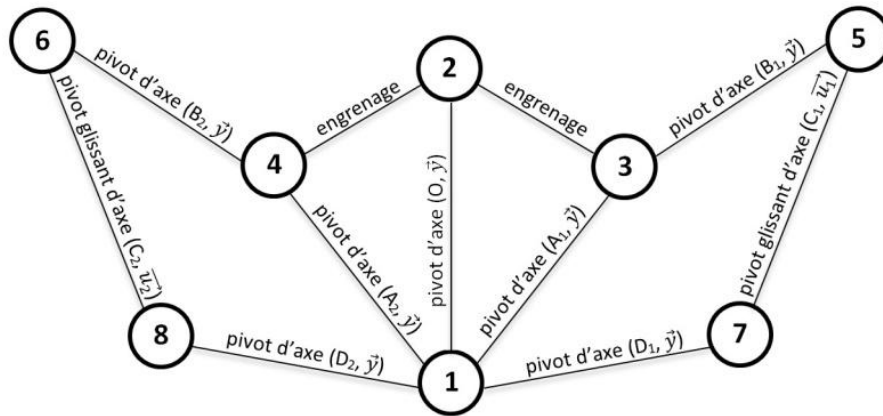 6
2
5
pivot d'axe (B₂, y⃗)
engrenage
engrenage
pivot d'axe (B₁, y⃗)
4
3
pivot glissant d'axe (C₂, u₂⃗)
pivot d'axe (A₂, y⃗)
pivot d'axe (O, y⃗)
pivot d'axe (A₁, y⃗)
pivot glissant d'axe (C₁, u₁⃗)
8
7
pivot d'axe (D₂, y⃗)
pivot d'axe (D₁, y⃗)
1